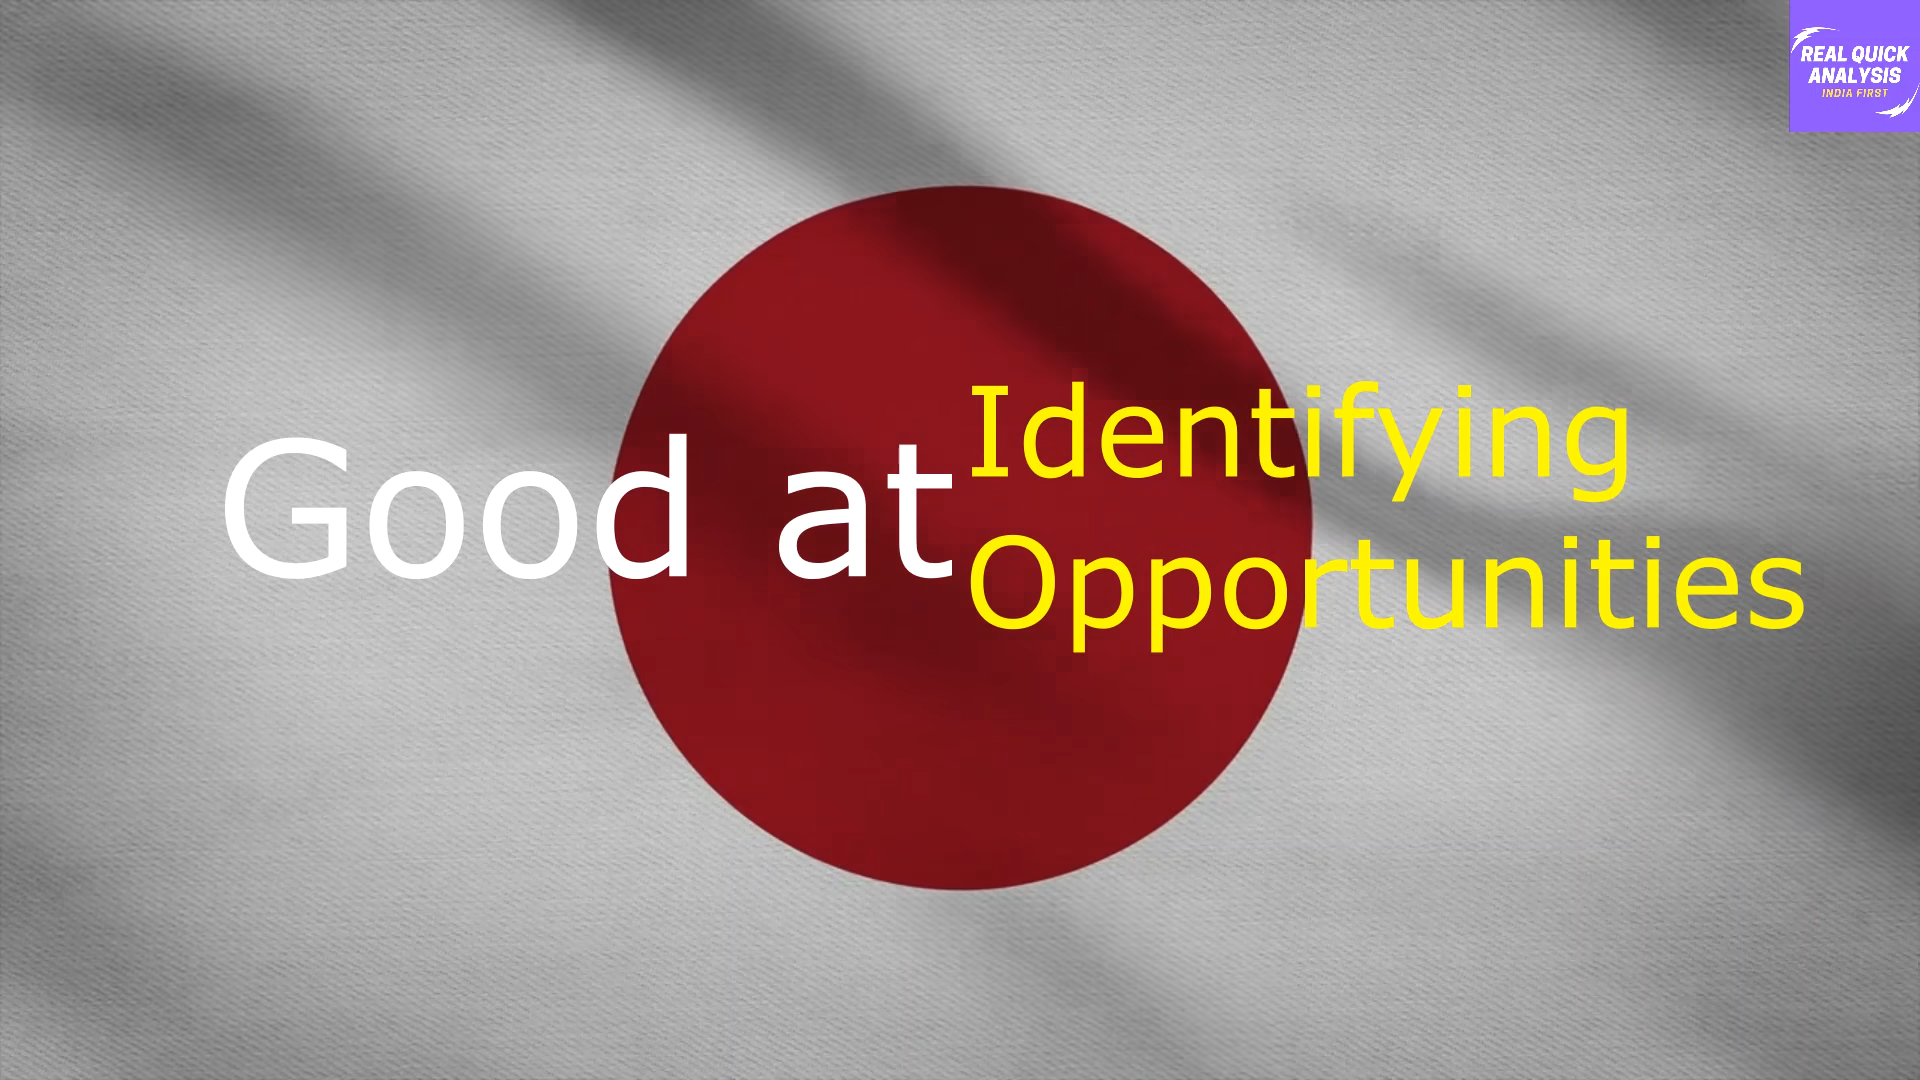 Good at
Identifying
Opportunities
REAL QUICK
ANALYSIS
INDIA FIRST